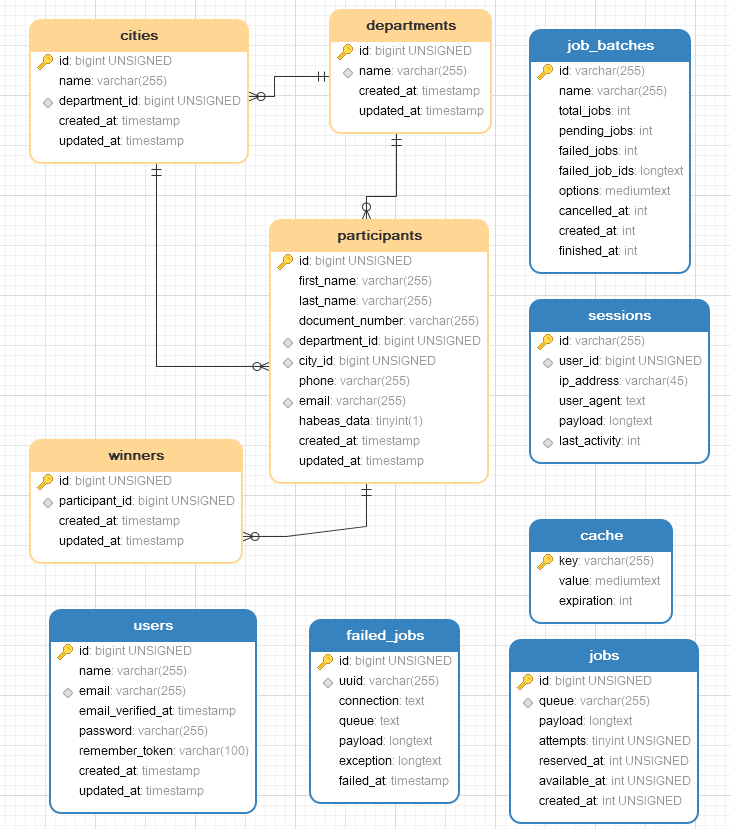 cities
id: bigint UNSIGNED
name: varchar(255)
department_id: bigint UNSIGNED
created_at: timestamp
updated_at: timestamp
departments
id: bigint UNSIGNED
name: varchar(255)
created_at: timestamp
updated_at: timestamp
job_batches
id: varchar(255)
name: varchar(255)
total_jobs: int
pending_jobs: int
failed_jobs: int
failed_job_ids: longtext
options: mediumtext
cancelled_at: int
created_at: int
finished_at: int
participants
id: bigint UNSIGNED
first_name: varchar(255)
last_name: varchar(255)
document_number: varchar(255)
department_id: bigint UNSIGNED
city_id: bigint UNSIGNED
phone: varchar(255)
email: varchar(255)
habeas_data: tinyint(1)
created_at: timestamp
updated_at: timestamp
sessions
id: varchar(255)
user_id: bigint UNSIGNED
ip_address: varchar(45)
user_agent: text
payload: longtext
last_activity: int
winners
id: bigint UNSIGNED
participant_id: bigint UNSIGNED
created_at: timestamp
updated_at: timestamp
cache
key: varchar(255)
value: mediumtext
expiration: int
users
id: bigint UNSIGNED
name: varchar(255)
email: varchar(255)
email_verified_at: timestamp
password: varchar(255)
remember_token: varchar(100)
created_at: timestamp
updated_at: timestamp
failed_jobs
id: bigint UNSIGNED
uuid: varchar(255)
connection: text
queue: text
payload: longtext
exception: longtext
failed_at: timestamp
jobs
id: bigint UNSIGNED
queue: varchar(255)
payload: longtext
attempts: tinyint UNSIGNED
reserved_at: int UNSIGNED
available_at: int UNSIGNED
created_at: int UNSIGNED